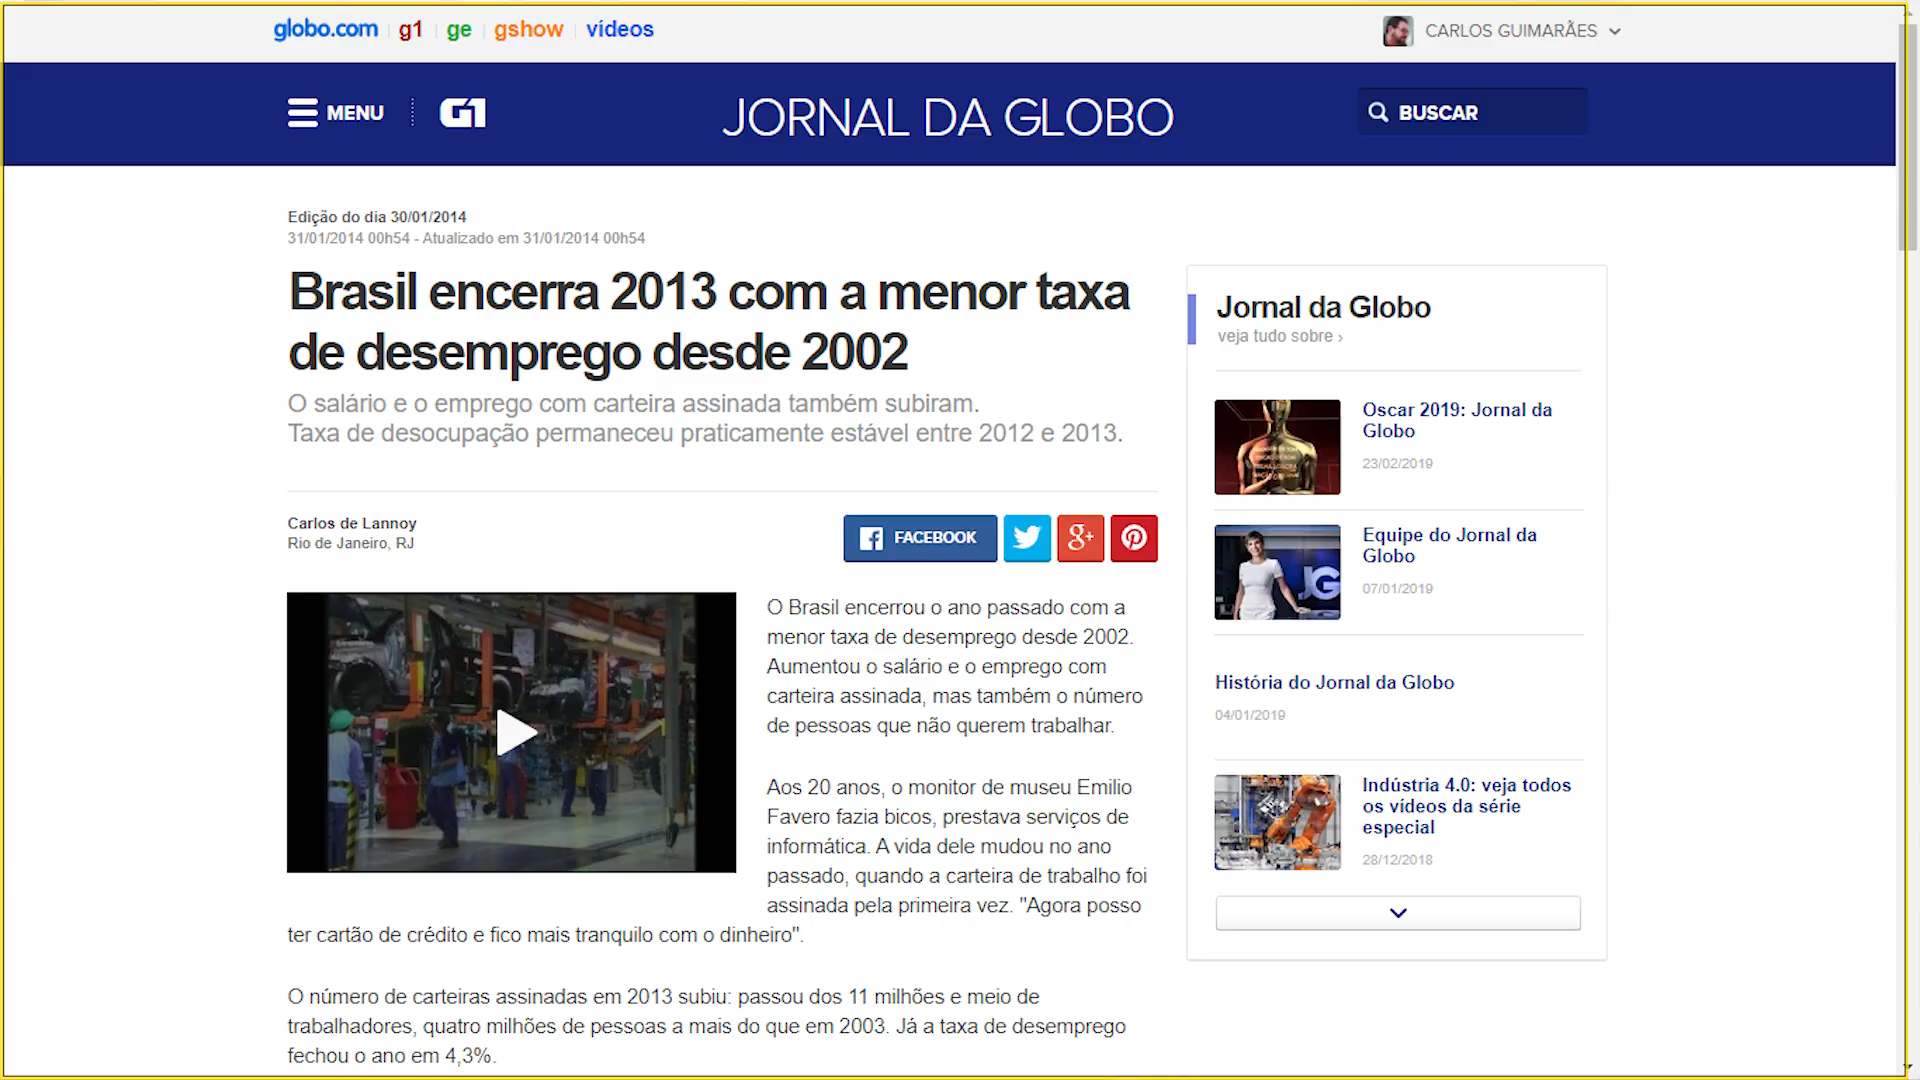 globo.com g1 ge gshow vídeos
CARLOS GUIMARÃES
MENU G1 JORNAL DA GLOBO BUSCAR
Edição do dia 30/01/2014
31/01/2014 00h54 - Atualizado em 31/01/2014 00h54
Brasil encerra 2013 com a menor taxa
de desemprego desde 2002
O salário e o emprego com carteira assinada também subiram.
Taxa de desocupação permaneceu praticamente estável entre 2012 e 2013.
Carlos de Lannoy
Rio de Janeiro, RJ
FACEBOOK
g+
O Brasil encerrou o ano passado com a
menor taxa de desemprego desde 2002.
Aumentou o salário e o emprego com
carteira assinada, mas também o número
de pessoas que não querem trabalhar.
Aos 20 anos, o monitor de museu Emilio
Favero fazia bicos, prestava serviços de
informática. A vida dele mudou no ano
passado, quando a carteira de trabalho foi
assinada pela primeira vez. "Agora posso
ter cartão de crédito e fico mais tranquilo com o dinheiro".
O número de carteiras assinadas em 2013 subiu: passou dos 11 milhões e meio de
trabalhadores, quatro milhões de pessoas a mais do que em 2003. Já a taxa de desemprego
fechou o ano em 4,3%.
Jornal da Globo
veja tudo sobre ›
Oscar 2019: Jornal da
Globo
23/02/2019
Equipe do Jornal da
Globo
07/01/2019
JG
História do Jornal da Globo
04/01/2019
Indústria 4.0: veja todos
os vídeos da série
especial
28/12/2018